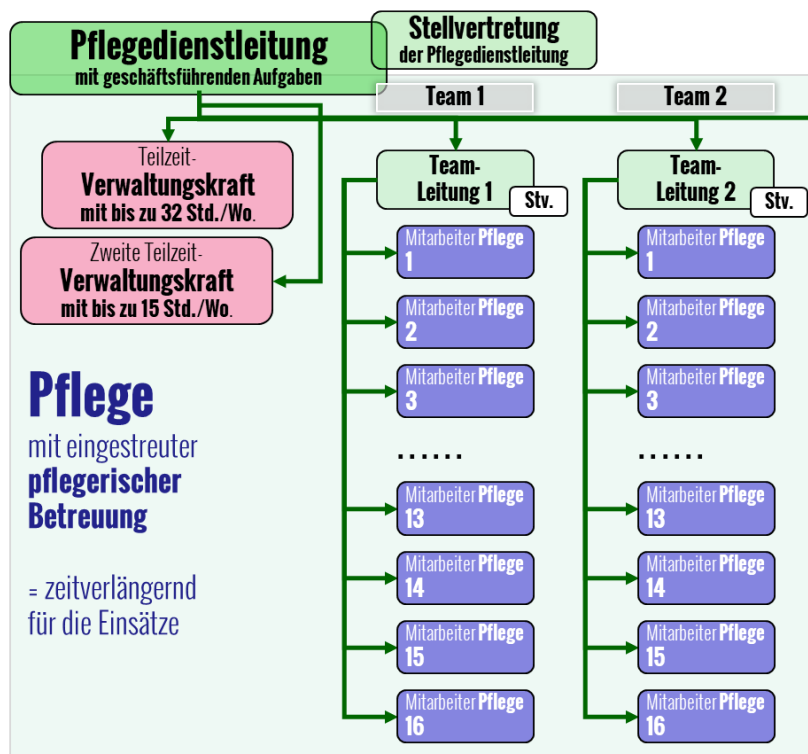 Pflegedienstleitung
mit geschäftsführenden Aufgaben
Stellvertretung
der Pflegedienstleitung
Teilzeit-
Verwaltungskraft
mit bis zu 32 Std./Wo.
Zweite Teilzeit-
Verwaltungskraft
mit bis zu 15 Std./Wo.
Pflege
mit eingestreuter
pflegerischer
Betreuung
= zeitverlängernd
für die Einsätze
Team 1
Team-
Leitung 1
Stv.
Mitarbeiter Pflege
1
Mitarbeiter Pflege
2
Mitarbeiter Pflege
3
......
Mitarbeiter Pflege
13
Mitarbeiter Pflege
14
Mitarbeiter Pflege
15
Mitarbeiter Pflege
16
Team 2
Team-
Leitung 2
Stv.
Mitarbeiter Pflege
1
Mitarbeiter Pflege
2
Mitarbeiter Pflege
3
......
Mitarbeiter Pflege
13
Mitarbeiter Pflege
14
Mitarbeiter Pflege
15
Mitarbeiter Pflege
16